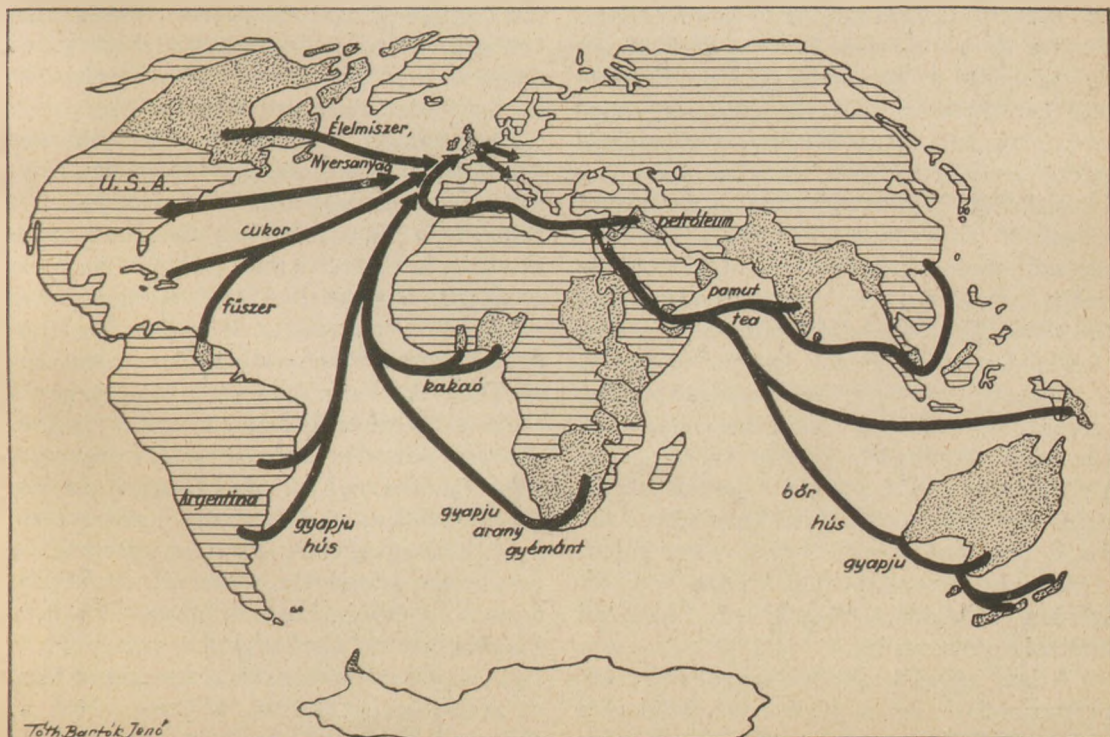 Élelmiszer,
Nyersanyag
U.S.A.
cukor
fűszer
petróleum
pamut
tea
kakaó
Argentina
gyapju
hús
gyapju
arany
gyémánt
bőr
hús
gyapju
Tóth Bartók Jenő